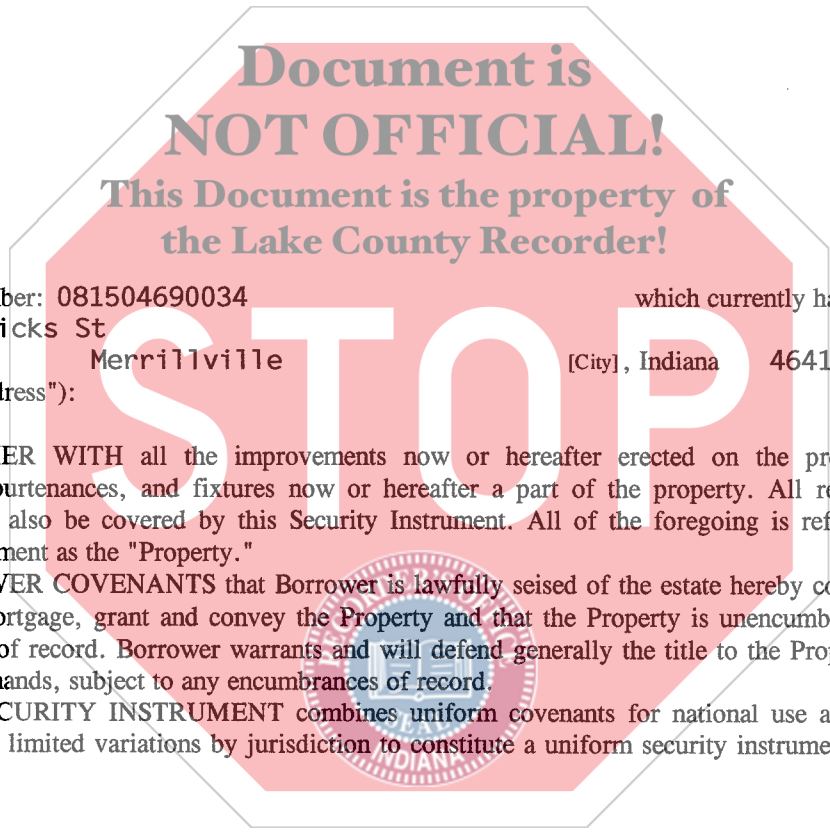 Document is
NOT OFFICIAL!
This Document is the property of
the Lake County Recorder!
ber: 081504690034 which currently ha
icks St
Merrillville [City], Indiana 4641
dress"):
STOP
ER WITH all the improvements now or hereafter erected on the pr
purtenances, and fixtures now or hereafter a part of the property. All re
also be covered by this Security Instrument. All of the foregoing is ref
ment as the "Property."
VER COVENANTS that Borrower is lawfully seised of the estate hereby co
ortgage, grant and convey the Property and that the Property is unencumb
of record. Borrower warrants and will defend generally the title to the Prop
ands, subject to any encumbrances of record.
CURITY INSTRUMENT combines uniform covenants for national use a
limited variations by jurisdiction to constitute a uniform security instrume
SEAL
INDIANA